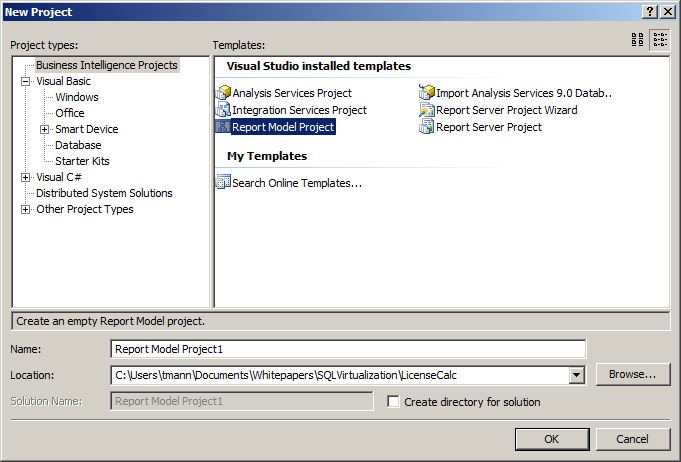 New Project
Project types:
Templates:
Business Intelligence Projects
Visual Basic
Windows
Office
Smart Device
Database
Starter Kits
Visual C#
Distributed System Solutions
Other Project Types
Visual Studio installed templates
Analysis Services Project
Import Analysis Services 9.0 Datab..
Integration Services Project
Report Server Project Wizard
Report Model Project
Report Server Project
My Templates
Search Online Templates...
Create an empty Report Model project.
Name:
Report Model Project1
Location:
C:\Users\tmann\Documents\Whitepapers\SQLVirtualization\LicenseCalc
Browse...
Solution Name:
Report Model Project1
Create directory for solution
OK
Cancel